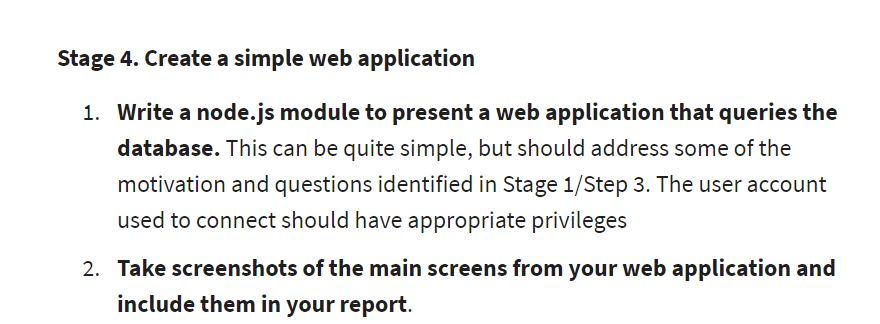 Stage 4. Create a simple web application
1. Write a node.js module to present a web application that queries the
database. This can be quite simple, but should address some of the
motivation and questions identified in Stage 1/Step 3. The user account
used to connect should have appropriate privileges
2. Take screenshots of the main screens from your web application and
include them in your report.